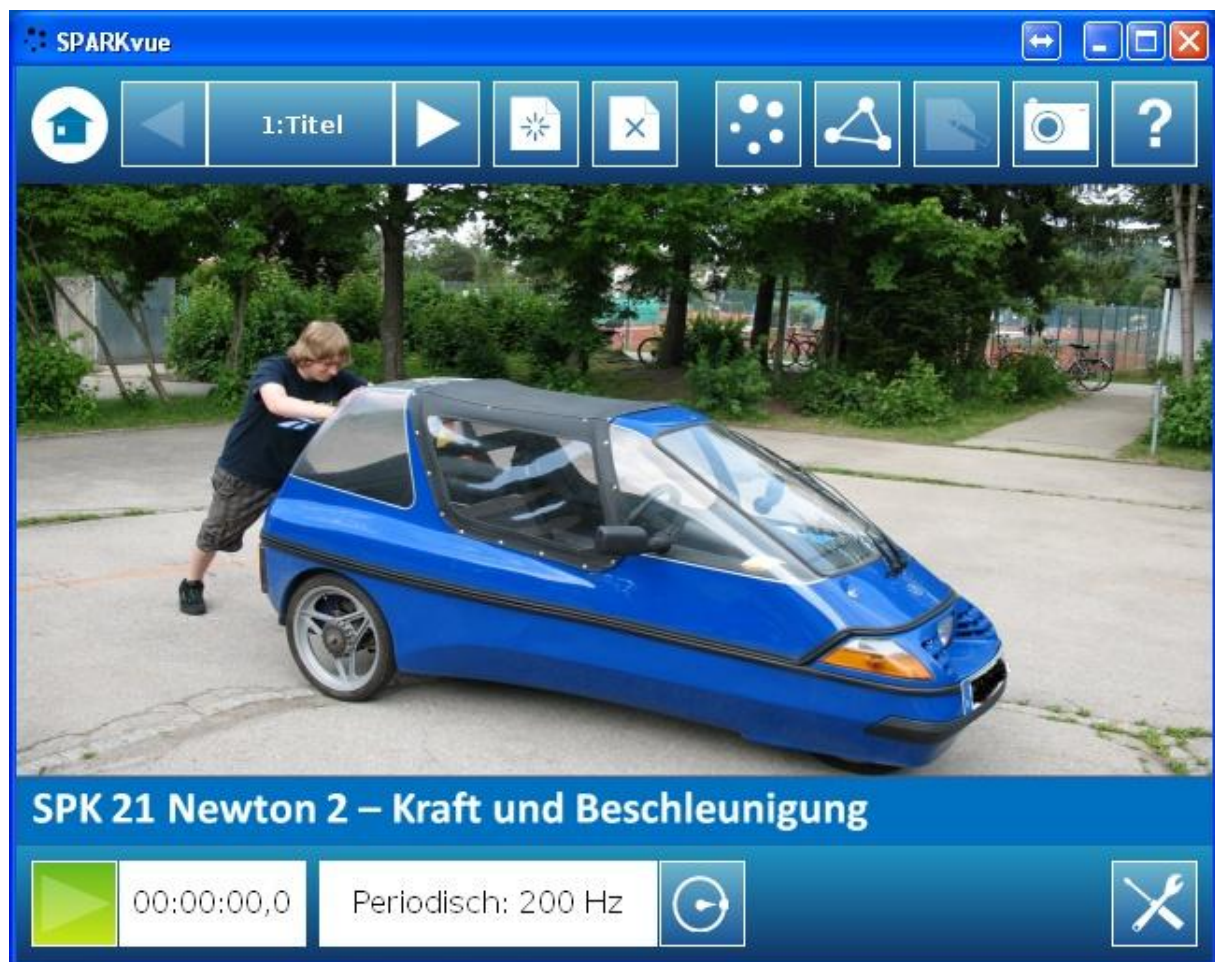 SPARKvue
1:Titel
SPK 21 Newton 2 – Kraft und Beschleunigung
00:00:00,0
Periodisch: 200 Hz